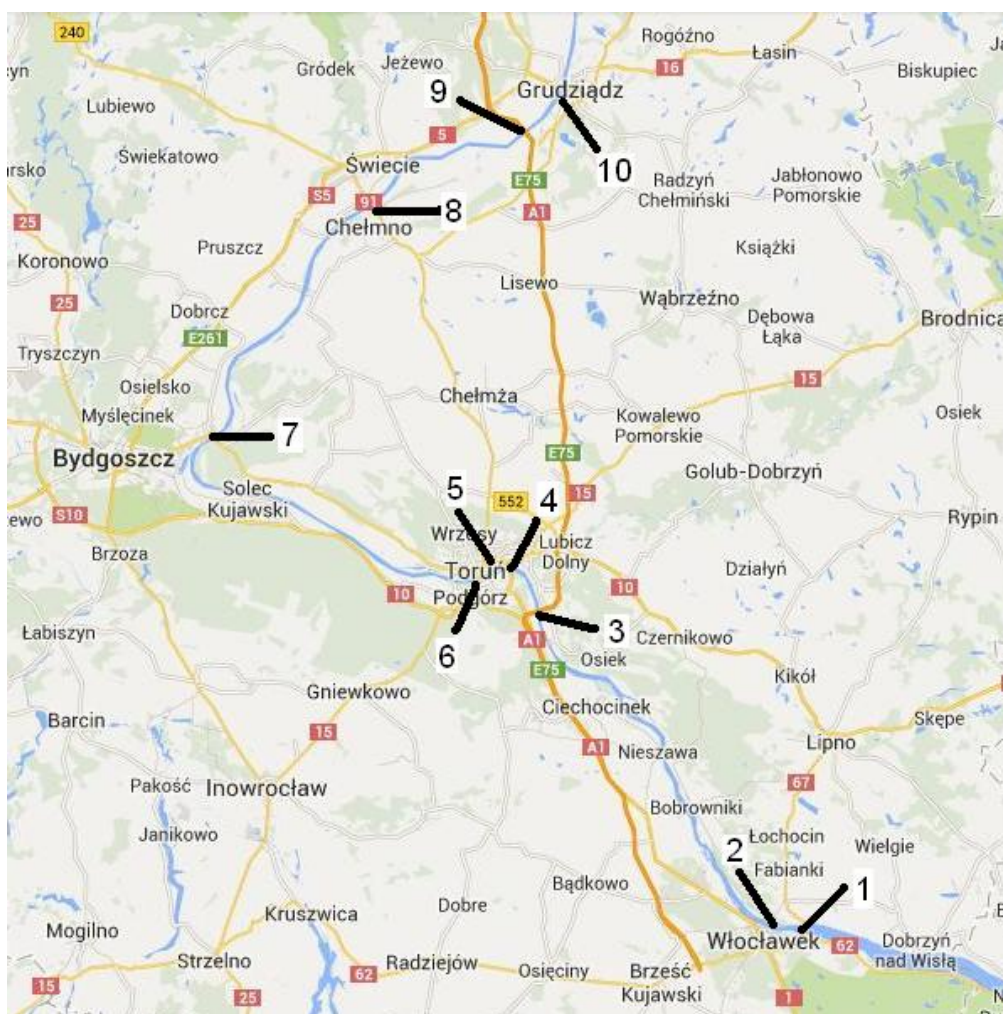 240
Rogóźno
Łasin
Jeżewo
Gródek
16
Biskupiec
Grudziądz
9
Lubiewo
5
Świekatowo
Świecie
10
E75
Radzyń
Chełmiński
Jabłonowo
Pomorskie
S5
91
8
A1
25
Chełmno
Pruszcz
Książki
Koronowo
Lisewo
25
Wąbrzeźno
Dobrcz
Dębowa
Łąka
Brodnica
E261
Tryszczyn
15
Osielsko
Chełmża
Myślęcinek
Kowalewo
Pomorskie
Osiek
7
Bydgoszcz
E75
Golub-Dobrzyń
Solec
Kujawski
5
4
15
552
S10
Rypin
Wrzosy
Lubicz
Dolny
Brzoza
Toruń
Działyń
10
10
Podgórz
3
Łabiszyn
6
A1
Czernikowo
Osiek
E75
Kikół
Gniewkowo
Ciechocinek
Barcin
15
Skępe
A1
Nieszawa
Lipno
Pakość
Inowrocław
67
Bobrowniki
Janikowo
Łochocin
2
Wielgie
Fabianki
1
Bądkowo
Dobre
Kruszwica
Mogilno
Włocławek
62
Dobrzyń
nad Wisłą
Strzelno
62
Radziejów
Osięciny
Brześć
Kujawski
15
25
1